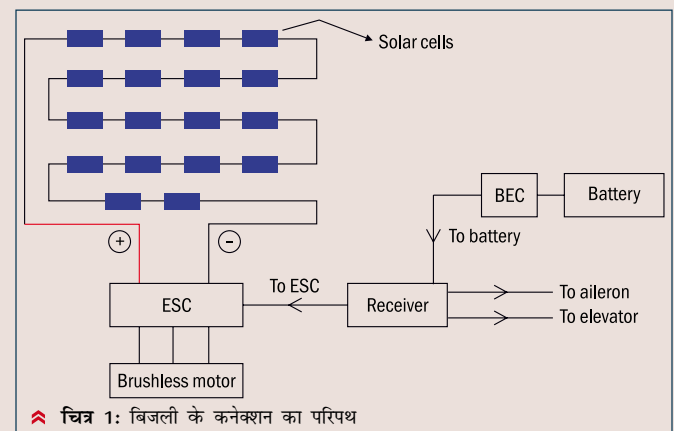 Solar cells
BEC
Battery
To battery
+
−
To ESC
ESC
Receiver
To aileron
To elevator
Brushless motor
चित्र 1: बिजली के कनेक्शन का परिपथ